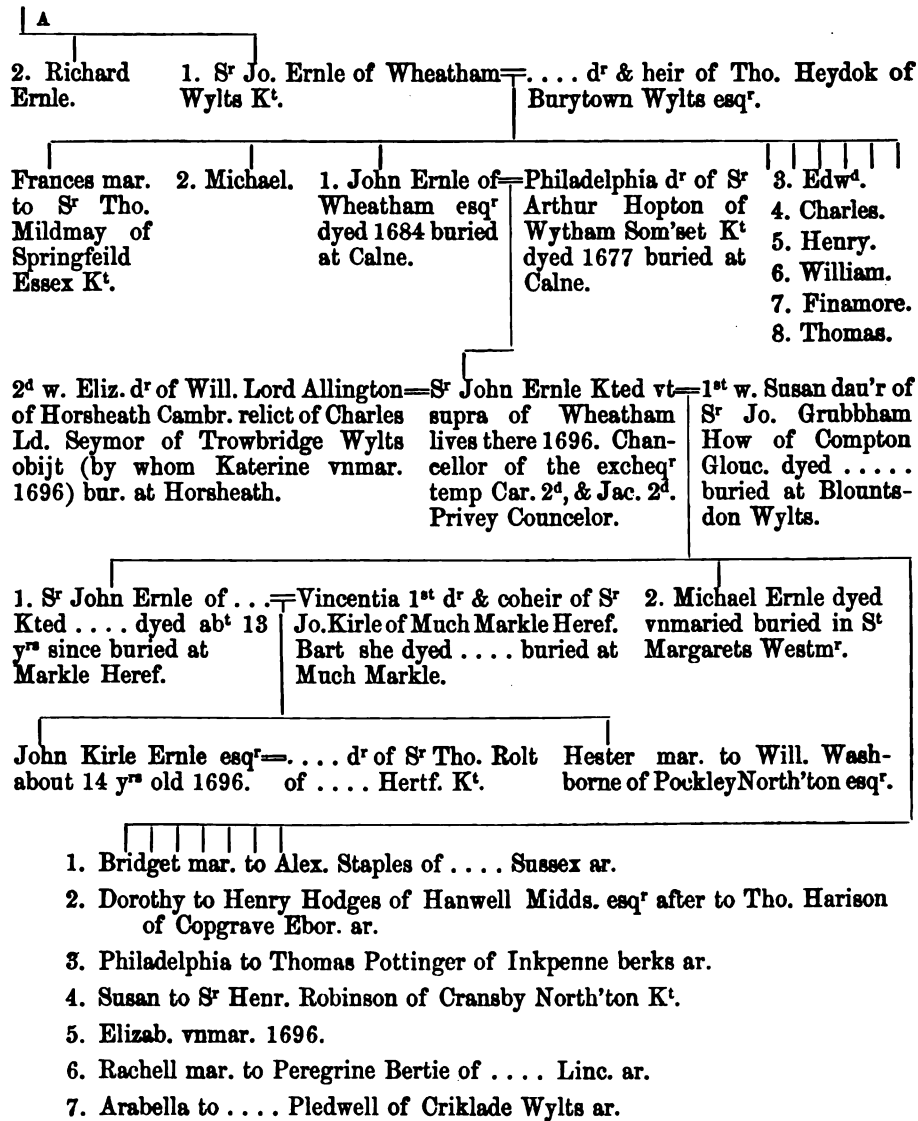 A
2. Richard
Ernle.
1. Sʳ Jo. Ernle of Wheatham
Wylts Kᵗ.
. . . . dʳ & heir of Tho. Heydok of
Burytown Wylts esqʳ.
Frances mar.
to Sʳ Tho.
Mildmay of
Springfeild
Essex Kᵗ.
2. Michael.
1. John Ernle of
Wheatham esqʳ
dyed 1684 buried
at Calne.
Philadelphia dʳ of Sʳ
Arthur Hopton of
Wytham Som'set Kᵗ
dyed 1677 buried at
Calne.
3. Edwᵈ.
4. Charles.
5. Henry.
6. William.
7. Finamore.
8. Thomas.
2ᵈ w. Eliz. dʳ of Will. Lord Allington
of Horsheath Cambr. relict of Charles
Ld. Seymor of Trowbridge Wylts
obijt (by whom Katerine vnmar.
1696) bur. at Horsheath.
Sʳ John Ernle Kted vt
supra of Wheatham
lives there 1696. Chan-
cellor of the excheqʳ
temp Car. 2ᵈ, & Jac. 2ᵈ.
Privey Councelor.
1ˢᵗ w. Susan dau'r of
Sʳ Jo. Grubbham
How of Compton
Glouc. dyed . . . . .
buried at Blounts-
don Wylts.
1. Sʳ John Ernle of . . .
Kted . . . . dyed abᵗ 13
yʳˢ since buried at
Markle Heref.
Vincentia 1ˢᵗ dʳ & coheir of Sʳ
Jo. Kirle of Much Markle Heref.
Bart she dyed . . . . buried at
Much Markle.
2. Michael Ernle dyed
vnmaried buried in Sᵗ
Margarets Westmʳ.
John Kirle Ernle esqʳ
about 14 yʳˢ old 1696.
. . . . dʳ of Sʳ Tho. Rolt
of . . . . Hertf. Kᵗ.
Hester mar. to Will. Wash-
borne of Pockley North'ton esqʳ.
1. Bridget mar. to Alex. Staples of . . . . Sussex ar.
2. Dorothy to Henry Hodges of Hanwell Midds. esqʳ after to Tho. Harison
of Copgrave Ebor. ar.
3. Philadelphia to Thomas Pottinger of Inkpenne berks ar.
4. Susan to Sʳ Henr. Robinson of Cransby North'ton Kᵗ.
5. Elizab. vnmar. 1696.
6. Rachell mar. to Peregrine Bertie of . . . . Linc. ar.
7. Arabella to . . . . Pledwell of Criklade Wylts ar.